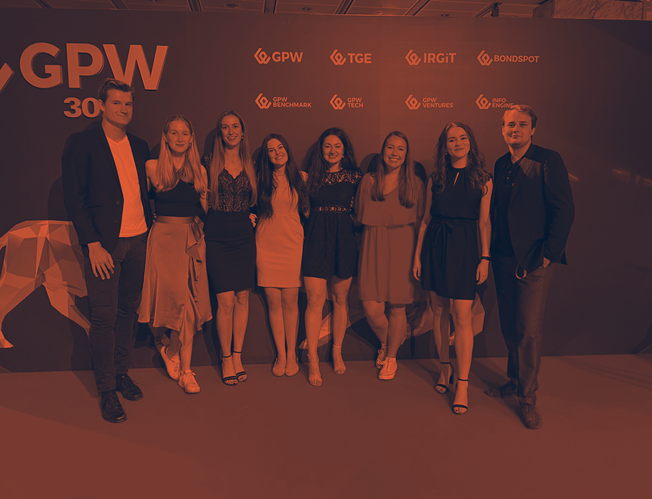 GPW
30
GPW
TGE
IRGiT
BONDSPOT
GPW
BENCHMARK
GPW
TECH
GPW
VENTURES
INFO
ENGINE